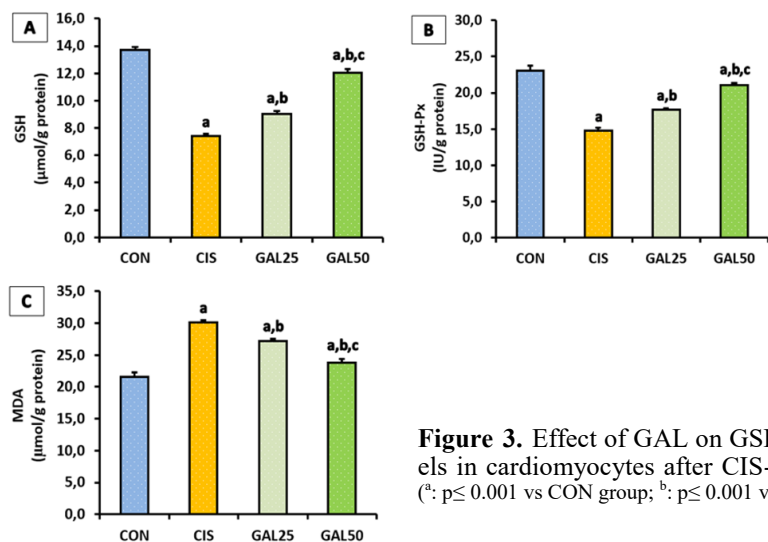 A
GSH
(µmol/g protein)
16,0
14,0
12,0
10,0
8,0
6,0
4,0
2,0
0,0
a
a,b
a,b,c
CON CIS GAL25 GAL50
B
GSH-Px
(IU/g protein)
30,0
25,0
20,0
15,0
10,0
5,0
0,0
a
a,b
a,b,c
CON CIS GAL25 GAL50
C
MDA
(µmol/g protein)
35,0
30,0
25,0
20,0
15,0
10,0
5,0
0,0
a
a,b
a,b,c
CON CIS GAL25 GAL50
Figure 3. Effect of GAL on GSH
els in cardiomyocytes after CIS-
(a: p≤ 0.001 vs CON group; b: p≤ 0.001 v